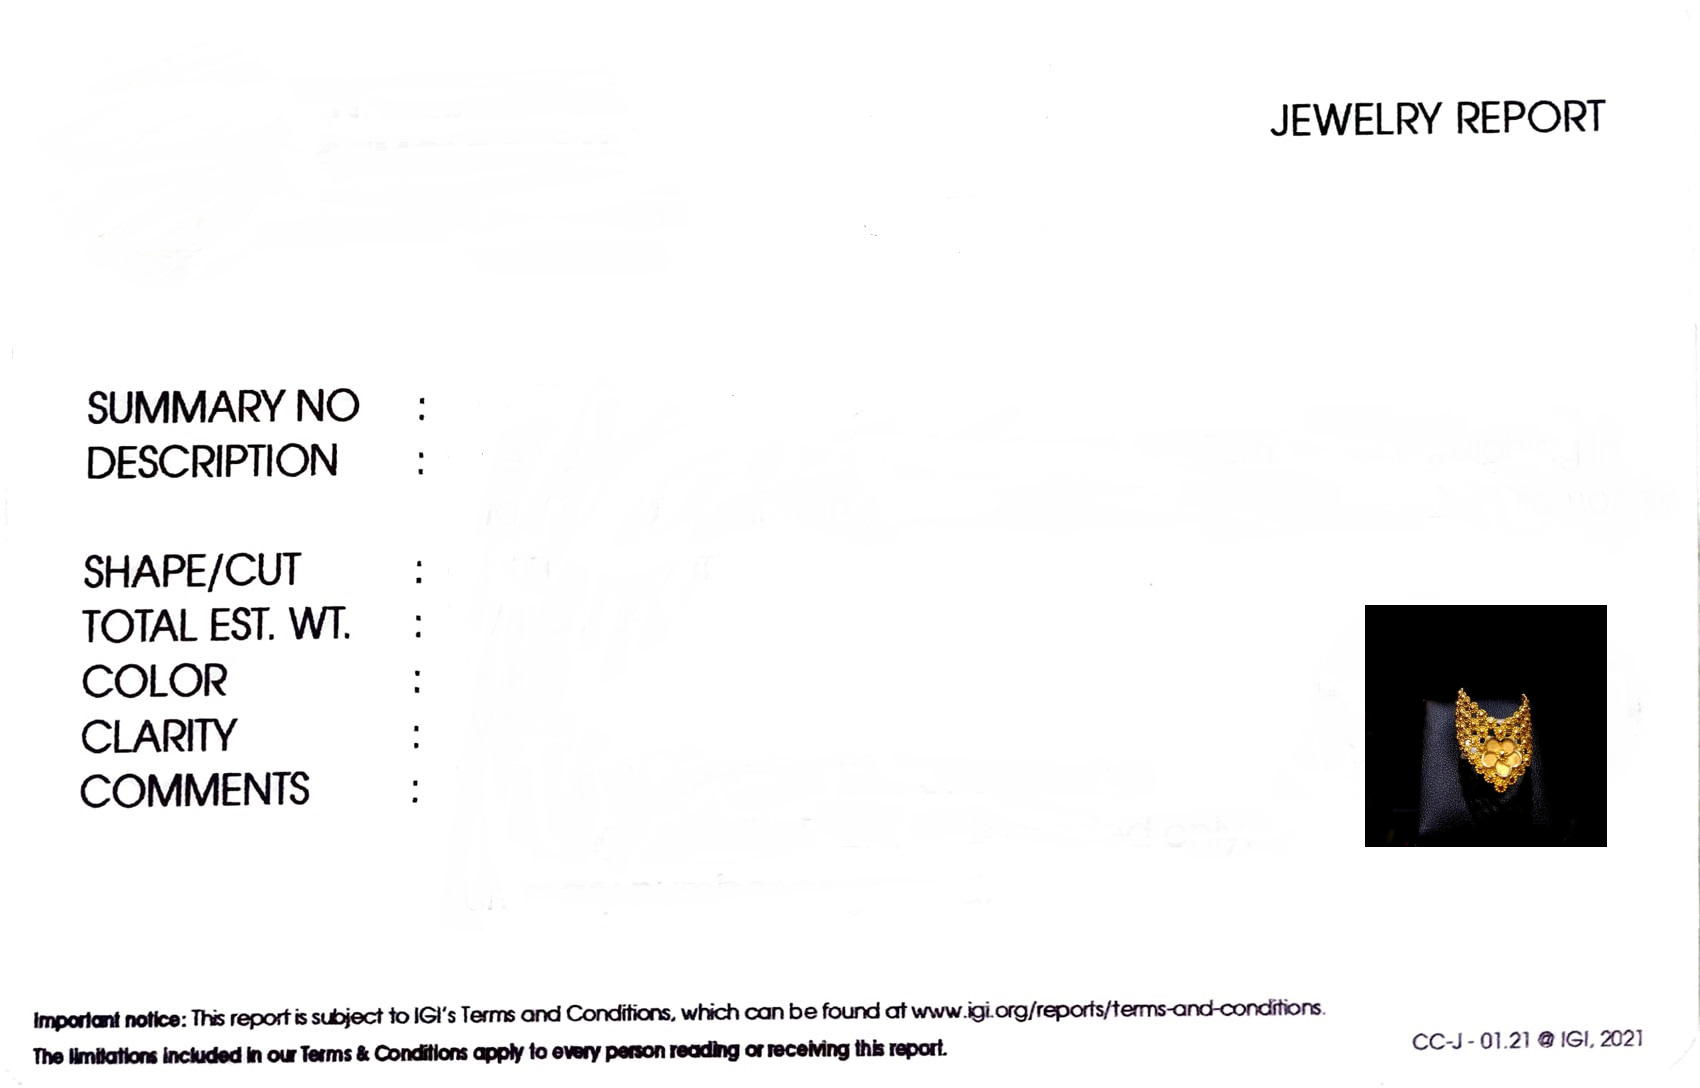 JEWELRY REPORT
SUMMARY NO :
DESCRIPTION :
SHAPE/CUT :
TOTAL EST. WT. :
COLOR :
CLARITY :
COMMENTS :
Important notice: This report is subject to IGI's Terms and Conditions, which can be found at www.igi.org/reports/terms-and-conditions.
The limitations included in our Terms & Conditions apply to every person reading or receiving this report.
CC-J - 01.21 @ IGI, 2021